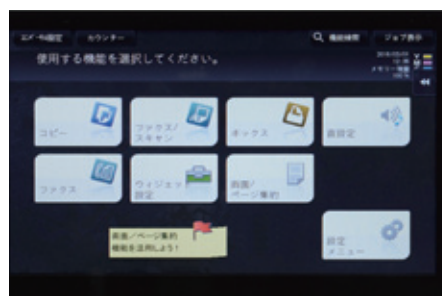 カウンター
機能検索
ジョブ表示
使用する機能を選択してください。
コピー
ファクス/
スキャン
ボックス
音設定
ファクス
ウィジェット
設定
両面/
ページ集約
両面/ページ集約
機能を活用しよう!
設定
メニュー